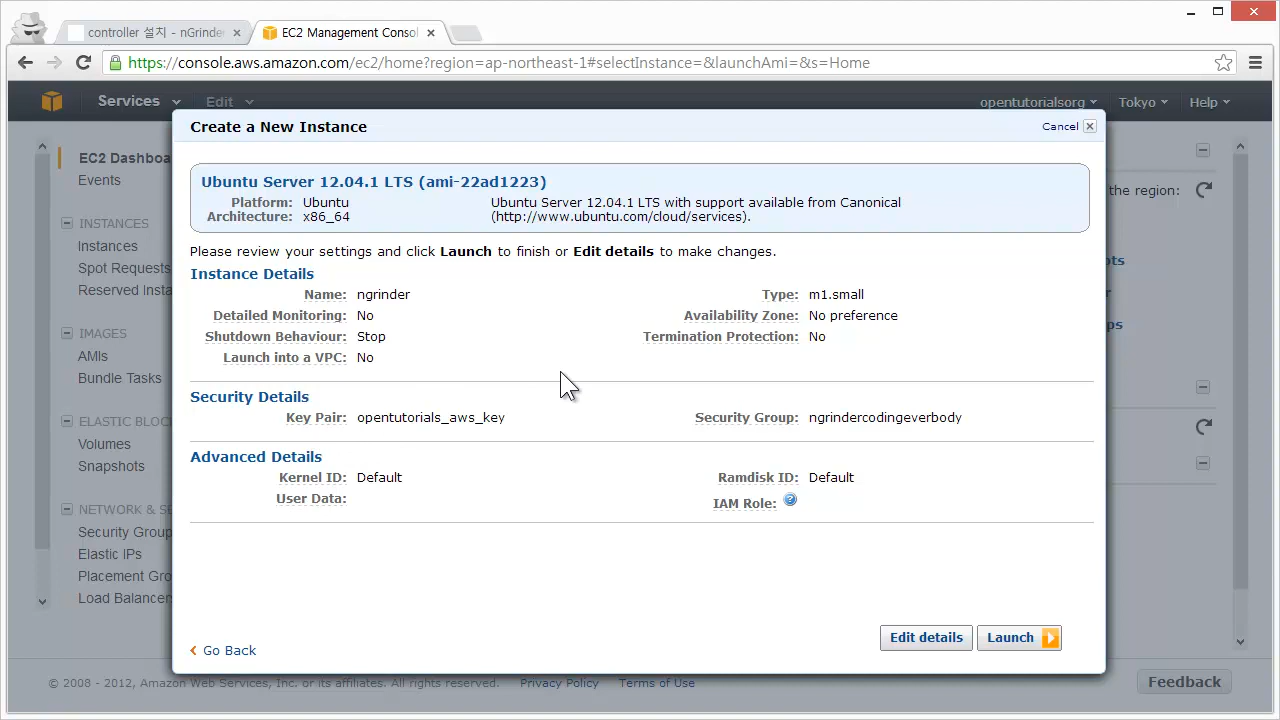 controller 설치 - nGrinde
EC2 Management Consol
https://console.aws.amazon.com/ec2/home?region=ap-northeast-1#selectInstance=&launchAmi=&s=Home
Services Edit opentutorialsorg Tokyo Help
Create a New Instance Cancel
Ubuntu Server 12.04.1 LTS (ami-22ad1223)
Platform: Ubuntu
Architecture: x86_64
Ubuntu Server 12.04.1 LTS with support available from Canonical
(http://www.ubuntu.com/cloud/services).
Please review your settings and click Launch to finish or Edit details to make changes.
Instance Details
Name: ngrinder Type: m1.small
Detailed Monitoring: No Availability Zone: No preference
Shutdown Behaviour: Stop Termination Protection: No
Launch into a VPC: No
Security Details
Key Pair: opentutorials_aws_key Security Group: ngrindercodingeverbody
Advanced Details
Kernel ID: Default Ramdisk ID: Default
User Data: IAM Role:
Go Back Edit details Launch
EC2 Dashboa
Events
INSTANCES
Instances
Spot Requests
Reserved Insta
IMAGES
AMIs
Bundle Tasks
ELASTIC BLOC
Volumes
Snapshots
NETWORK & S
Security Group
Elastic IPs
Placement Gro
Load Balancer
the region:
ots
r
ps
© 2008 - 2012, Amazon Web Services, Inc. or its affiliates. All rights reserved. Privacy Policy Terms of Use
Feedback